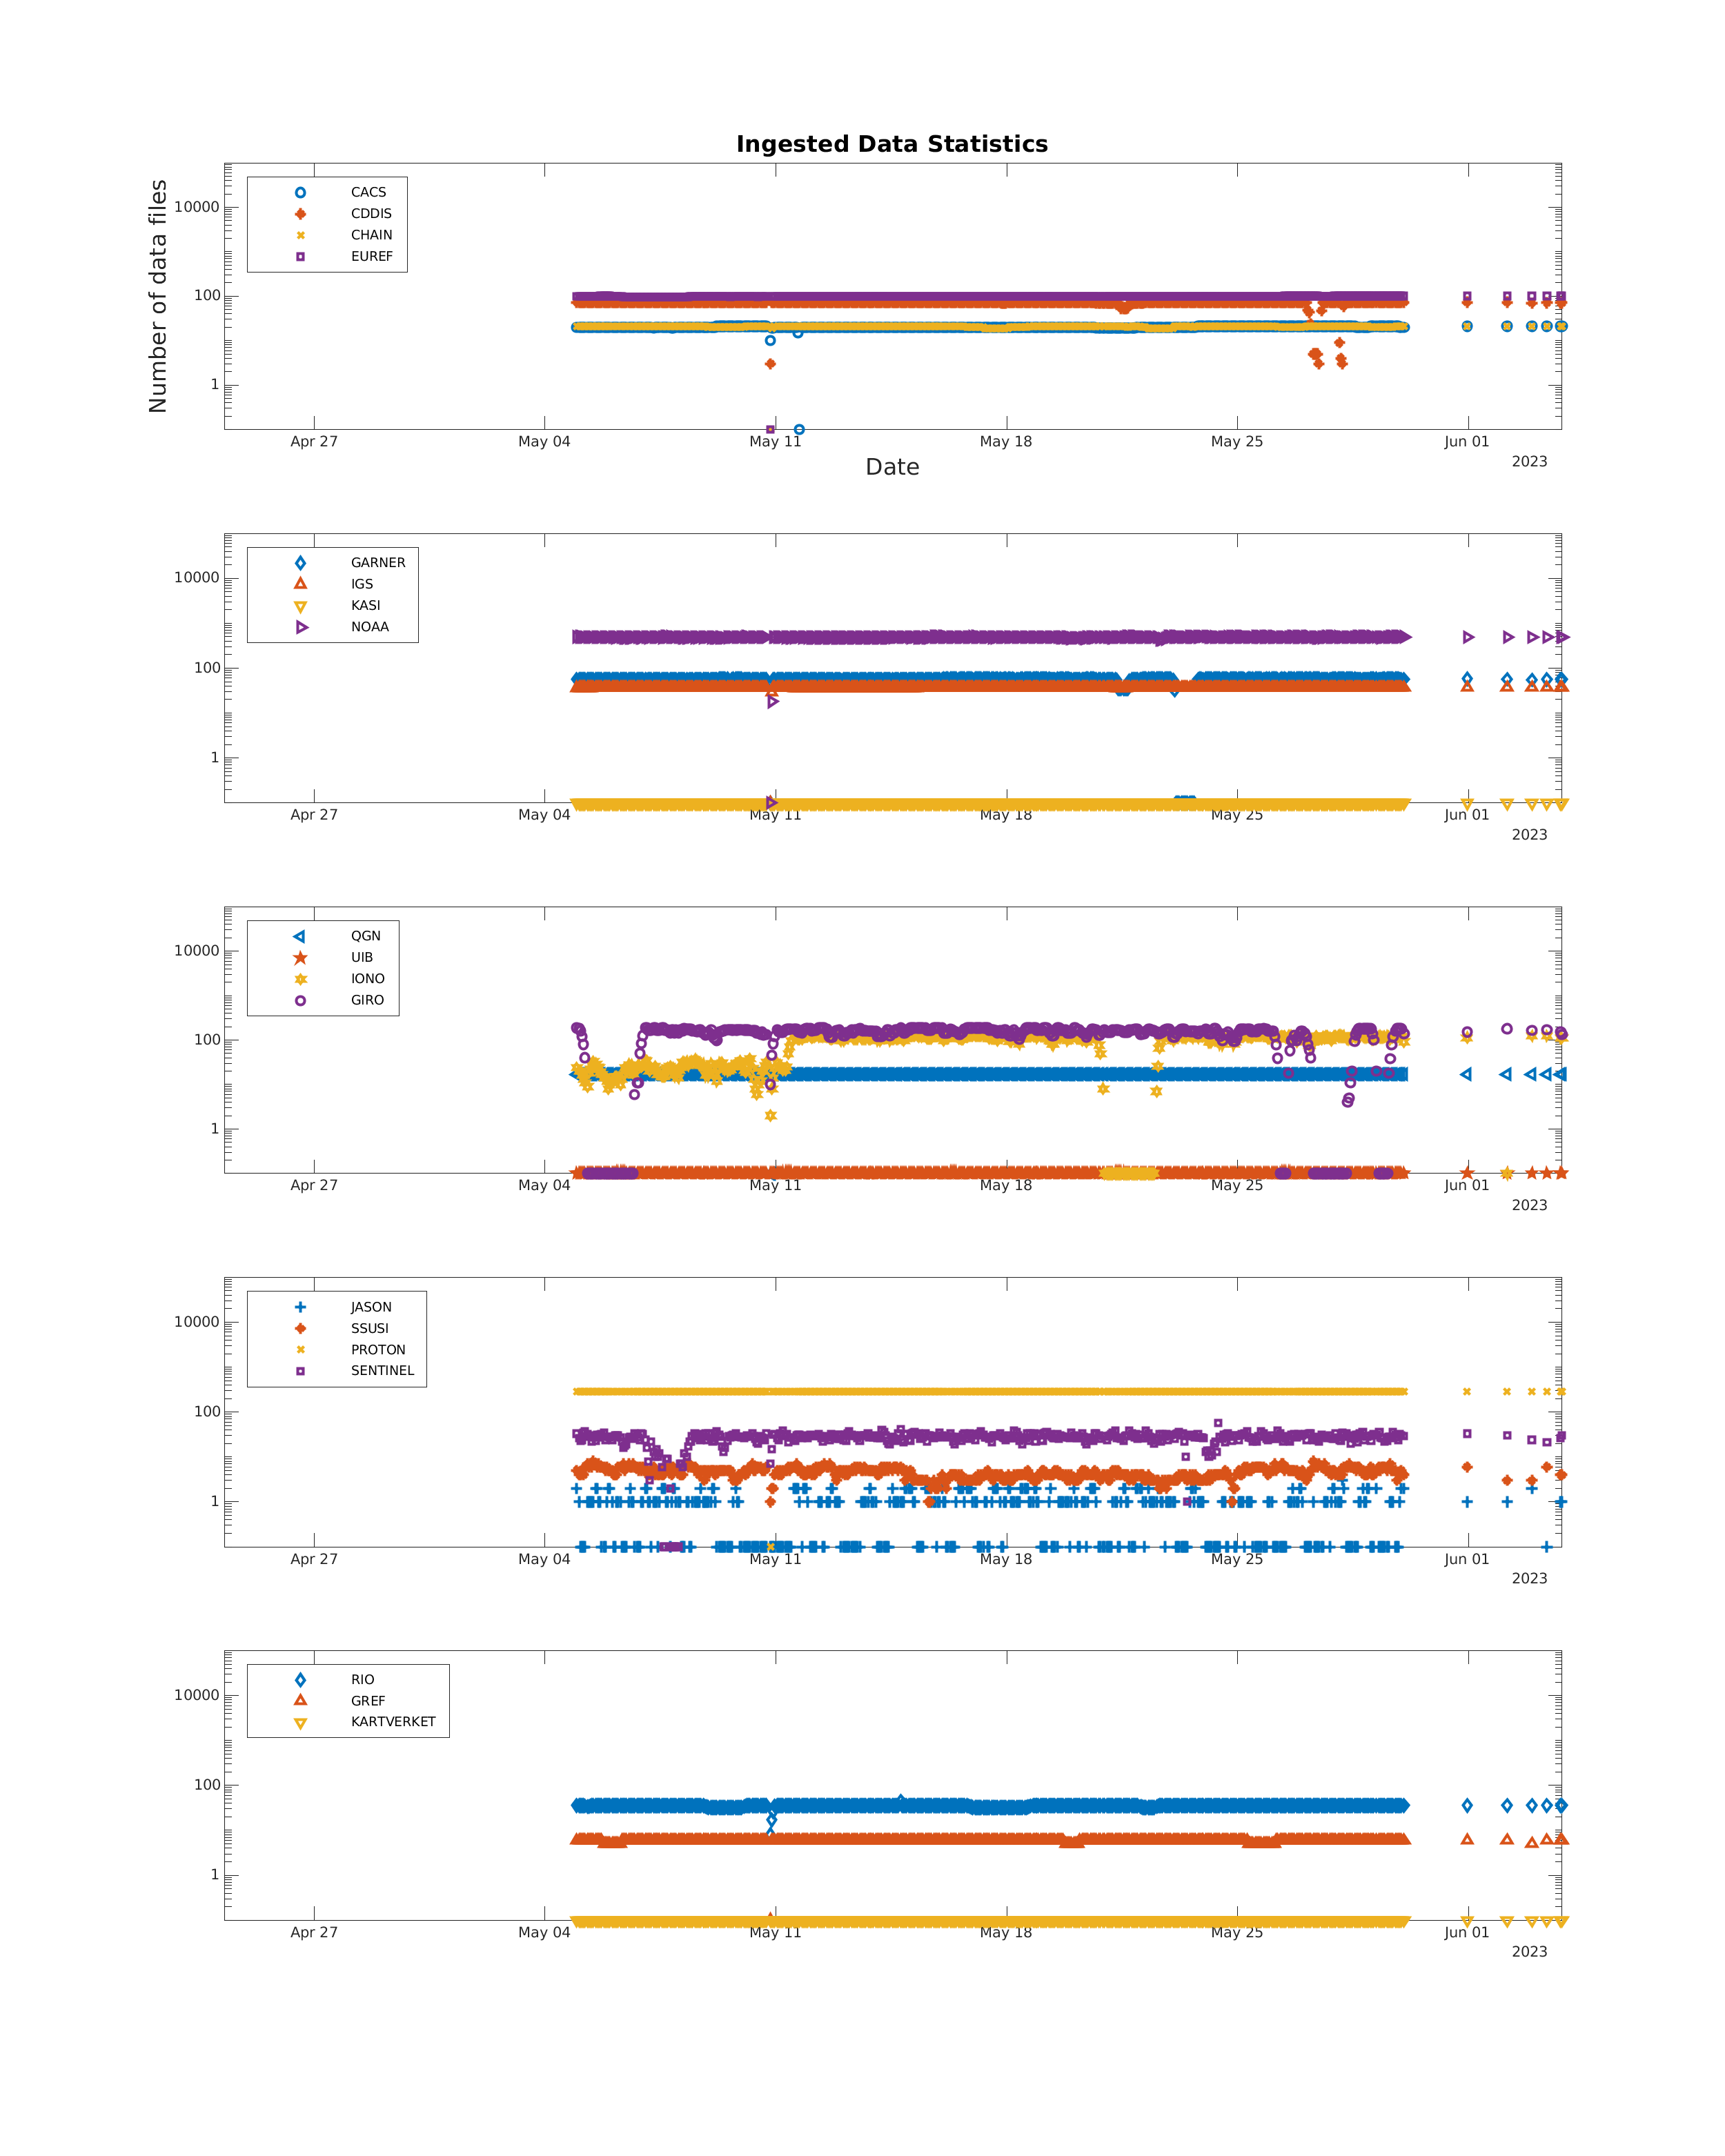 Ingested Data Statistics
Number of data files
CACS
CDDIS
CHAIN
EUREF
10000
100
1
Apr 27 May 04 May 11 May 18 May 25 Jun 01
2023
Date
GARNER
IGS
KASI
NOAA
10000
100
1
Apr 27 May 04 May 11 May 18 May 25 Jun 01
2023
QGN
UIB
IONO
GIRO
10000
100
1
Apr 27 May 04 May 11 May 18 May 25 Jun 01
2023
JASON
SSUSI
PROTON
SENTINEL
10000
100
1
Apr 27 May 04 May 11 May 18 May 25 Jun 01
2023
RIO
GREF
KARTVERKET
10000
100
1
Apr 27 May 04 May 11 May 18 May 25 Jun 01
2023